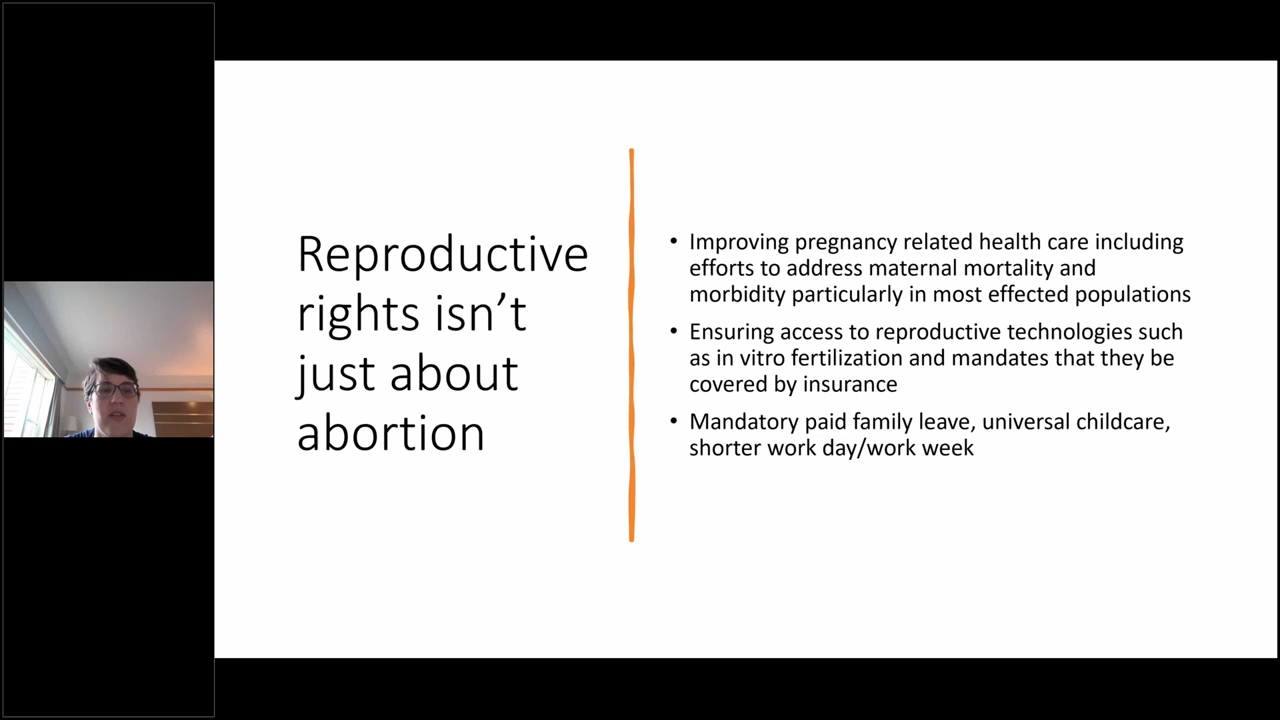 Reproductive
rights isn’t
just about
abortion
• Improving pregnancy related health care including
efforts to address maternal mortality and
morbidity particularly in most effected populations
• Ensuring access to reproductive technologies such
as in vitro fertilization and mandates that they be
covered by insurance
• Mandatory paid family leave, universal childcare,
shorter work day/work week